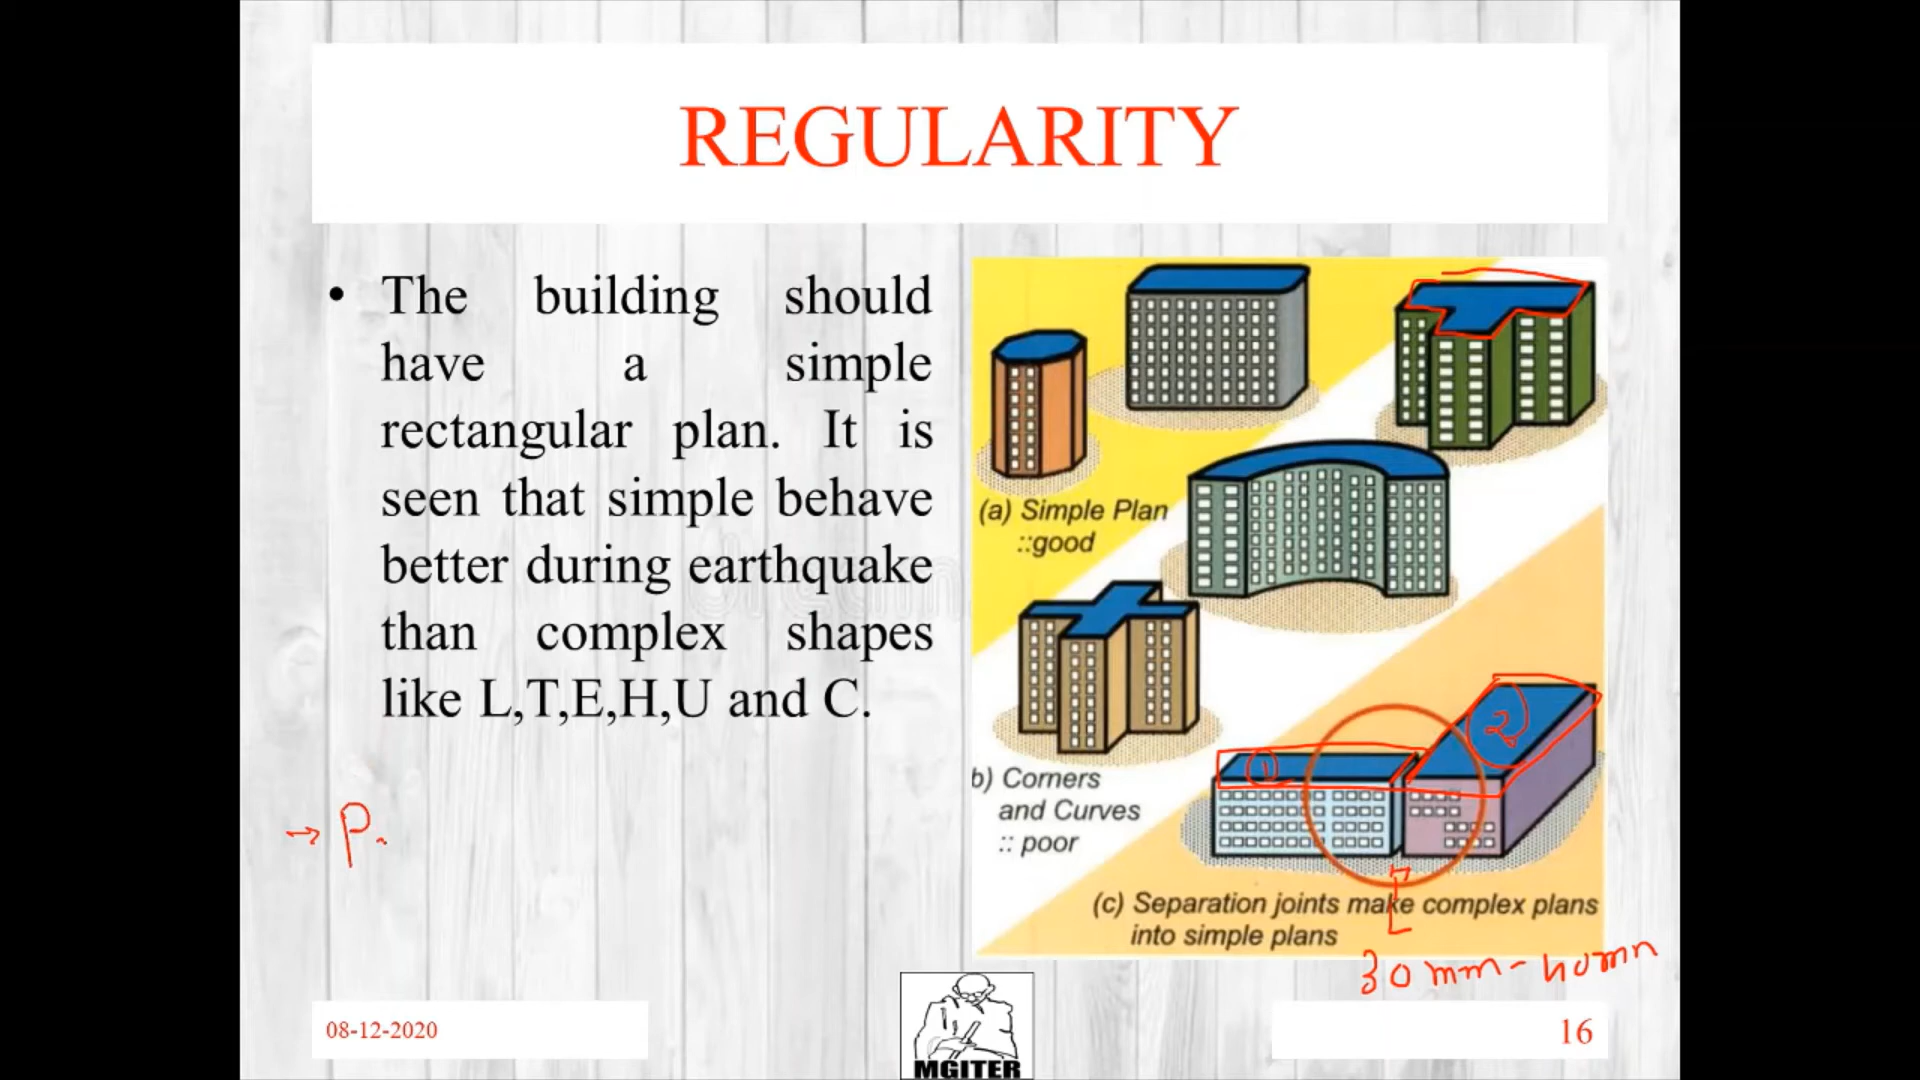 REGULARITY
• The building should
have a simple
rectangular plan. It is
seen that simple behave
better during earthquake
than complex shapes
like L,T,E,H,U and C.
→ P.
(a) Simple Plan
::good
b) Corners
and Curves
:: poor
1
2
(c) Separation joints make complex plans
into simple plans
30mm-40mm
08-12-2020
MGITER
16